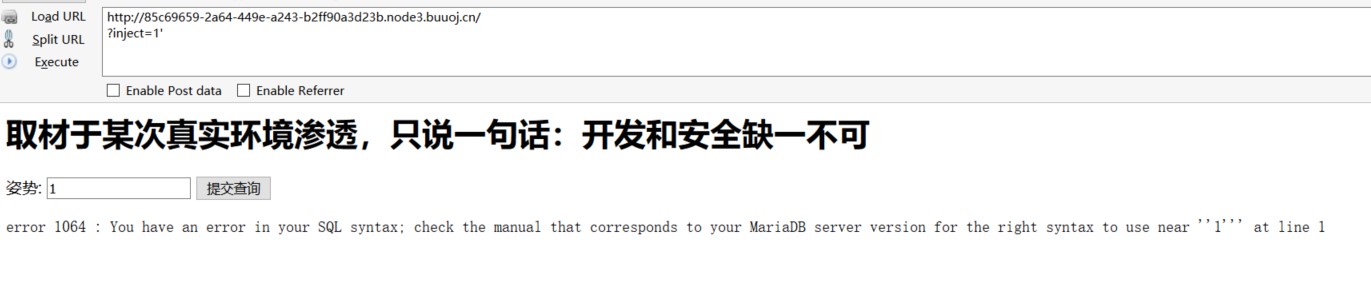 Load URL
http://85c69659-2a64-449e-a243-b2ff90a3d23b.node3.buuoj.cn/
?inject=1'
Split URL
Execute
Enable Post data Enable Referrer
取材于某次真实环境渗透，只说一句话：开发和安全缺一不可
姿势: 1 提交查询
error 1064 : You have an error in your SQL syntax; check the manual that corresponds to your MariaDB server version for the right syntax to use near ''1''' at line 1